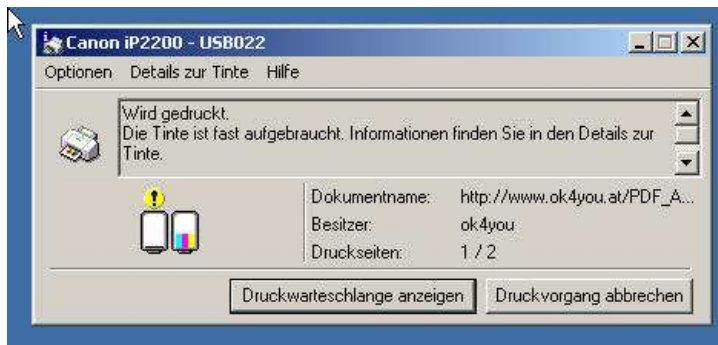 Canon iP2200 - USB022
Optionen Details zur Tinte Hilfe
Wird gedruckt.
Die Tinte ist fast aufgebraucht. Informationen finden Sie in den Details zur
Tinte.
Dokumentname: http://www.ok4you.at/PDF_A...
Besitzer: ok4you
Druckseiten: 1 / 2
Druckwarteschlange anzeigen Druckvorgang abbrechen